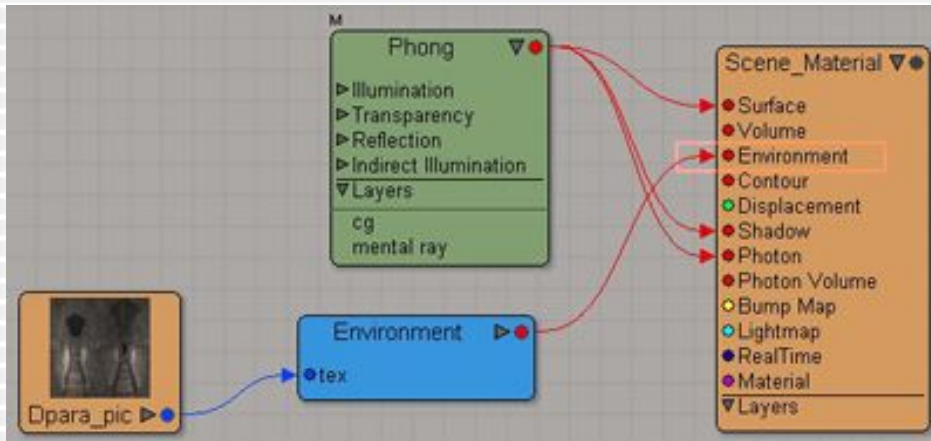 M
Phong
Illumination
Transparency
Reflection
Indirect Illumination
Layers
cg
mental ray
Scene_Material
Surface
Volume
Environment
Contour
Displacement
Shadow
Photon
Photon Volume
Bump Map
Lightmap
RealTime
Material
Layers
Environment
tex
Dpara_pic